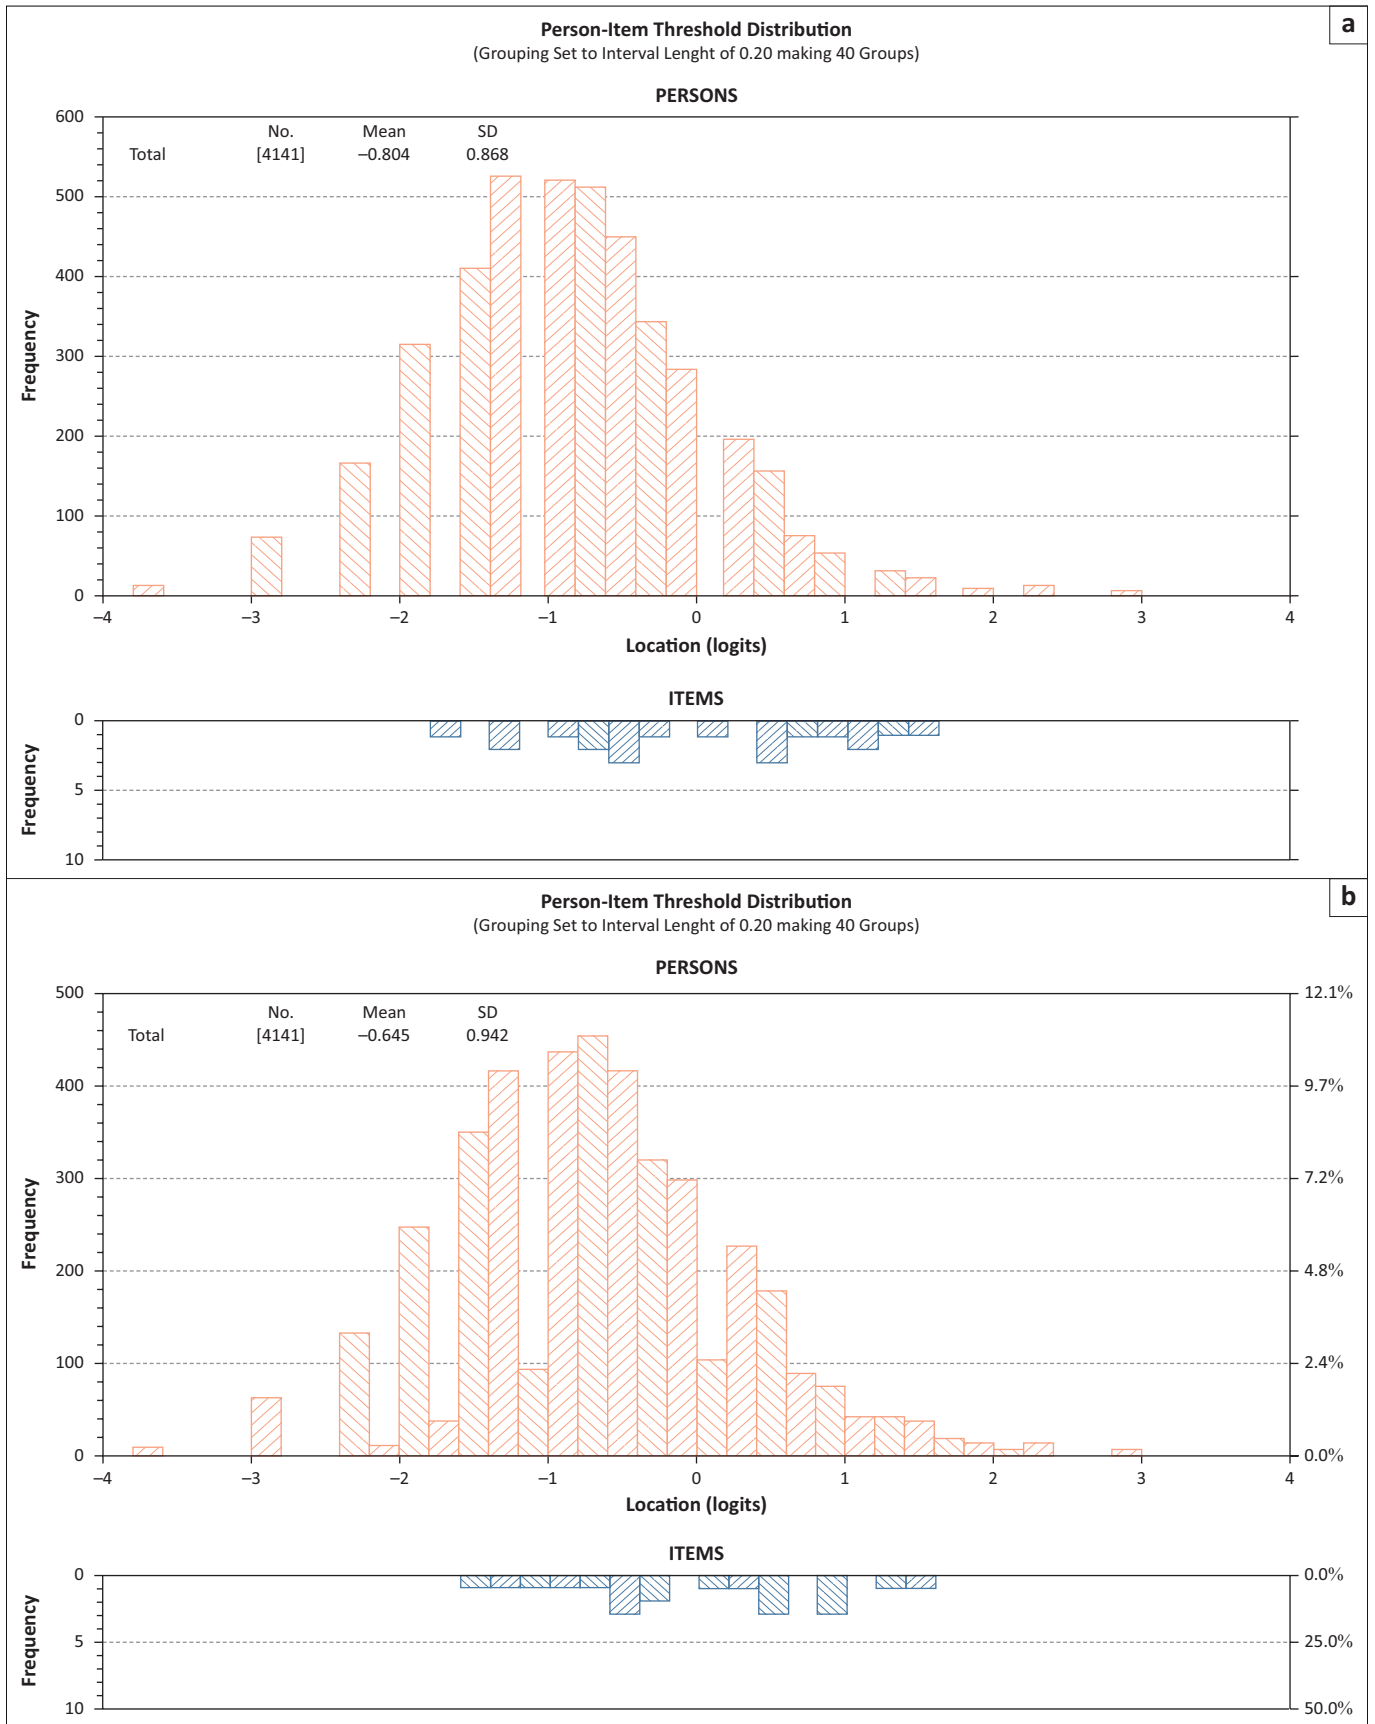 a
Person-Item Threshold Distribution
(Grouping Set to Interval Lenght of 0.20 making 40 Groups)
PERSONS
No. Mean SD
Total [4141] –0.804 0.868
600
500
400
300
200
100
0
Frequency
–4 –3 –2 –1 0 1 2 3 4
Location (logits)
ITEMS
0
5
10
Frequency
b
Person-Item Threshold Distribution
(Grouping Set to Interval Lenght of 0.20 making 40 Groups)
PERSONS
No. Mean SD
Total [4141] –0.645 0.942
500 12.1%
400 9.7%
300 7.2%
200 4.8%
100 2.4%
0 0.0%
Frequency
–4 –3 –2 –1 0 1 2 3 4
Location (logits)
ITEMS
0 0.0%
5 25.0%
10 50.0%
Frequency